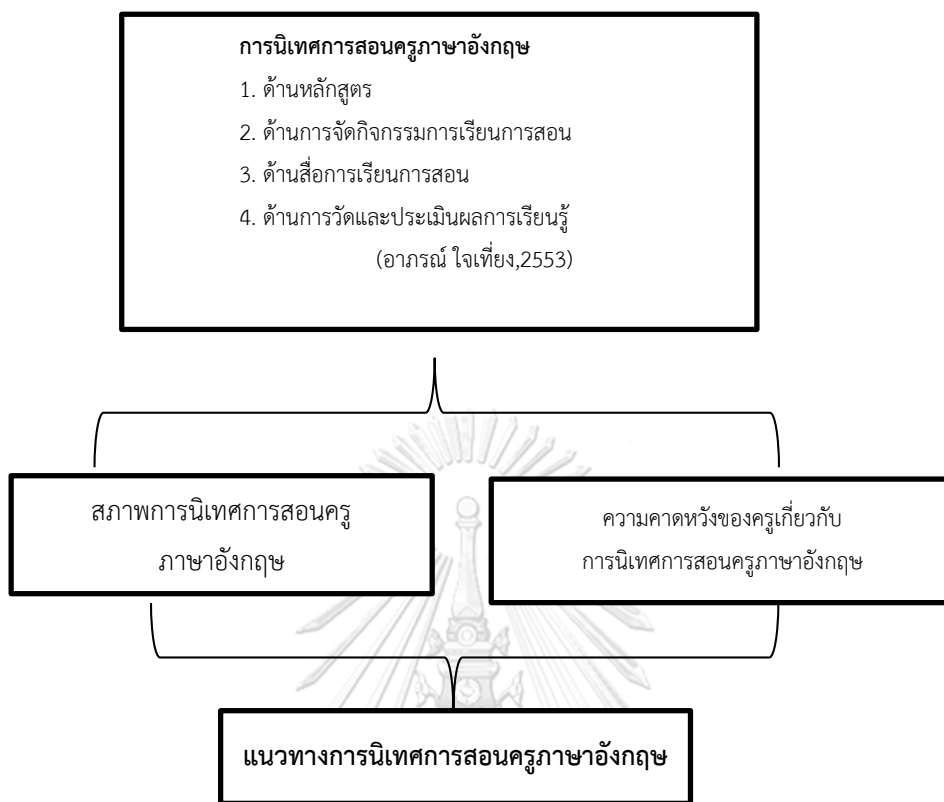 การนิเทศการสอนครูภาษาอังกฤษ
1. ด้านหลักสูตร
2. ด้านการจัดกิจกรรมการเรียนการสอน
3. ด้านสื่อการเรียนการสอน
4. ด้านการวัดและประเมินผลการเรียนรู้
(อาภรณ์ ใจเที่ยง,2553)
สภาพการนิเทศการสอนครู
ภาษาอังกฤษ
ความคาดหวังของครูเกี่ยวกับ
การนิเทศการสอนครูภาษาอังกฤษ
แนวทางการนิเทศการสอนครูภาษาอังกฤษ